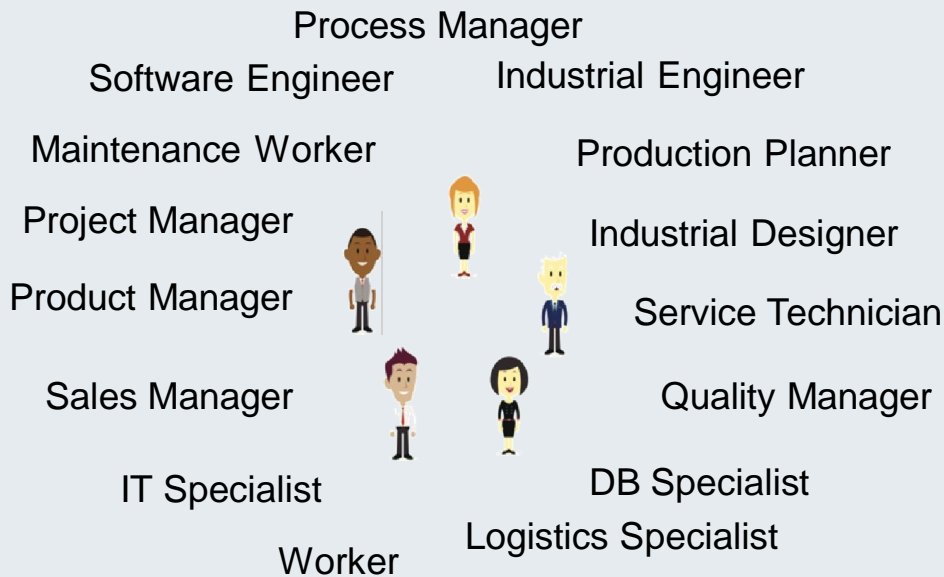 Process Manager
Software Engineer
Industrial Engineer
Maintenance Worker
Production Planner
Project Manager
Industrial Designer
Product Manager
Service Technician
Sales Manager
Quality Manager
IT Specialist
DB Specialist
Logistics Specialist
Worker